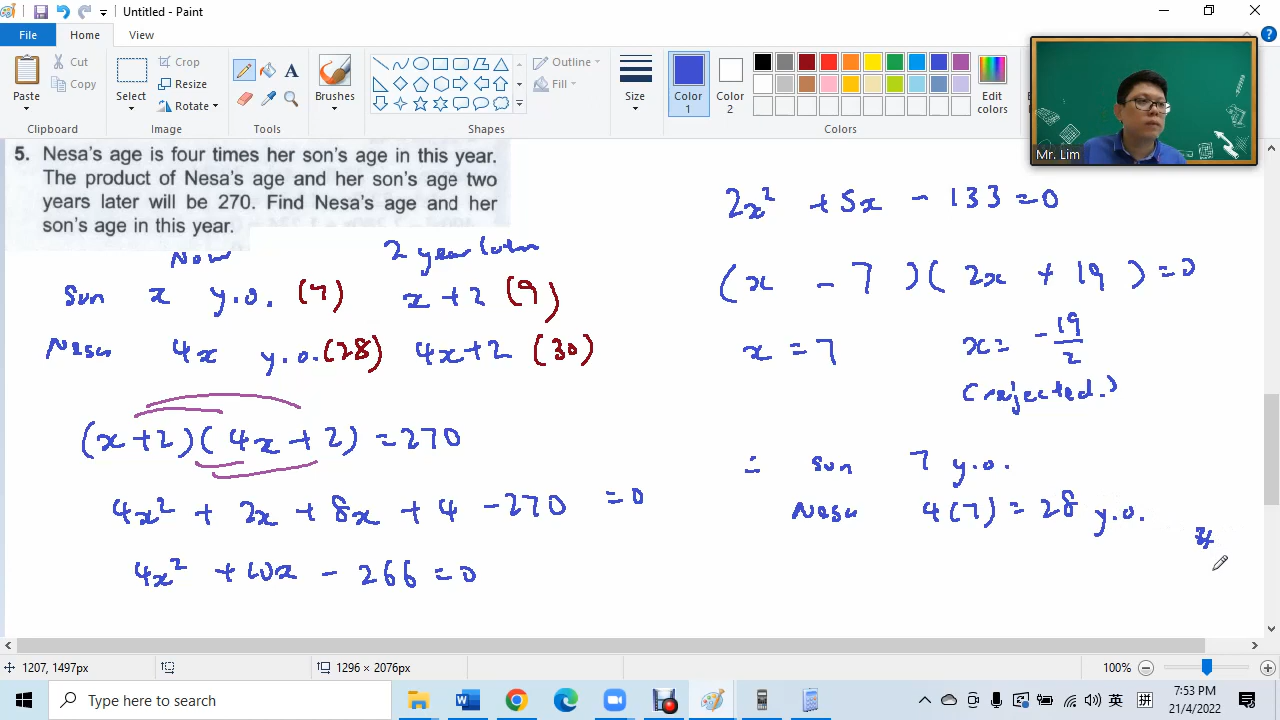 Untitled - Paint
File Home View
Paste Cut Copy Clipboard
Select Crop Resize Rotate Image
Tools
Brushes
Shapes
Outline Fill
Size
Color 1 Color 2 Colors
Edit colors
Mr. Lim
5. Nesa's age is four times her son's age in this year.
The product of Nesa's age and her son's age two
years later will be 270. Find Nesa's age and her
son's age in this year.
Now 2 year later
Son x y.o. (7) x + 2 (9)
Nesa 4x y.o. (28) 4x+2 (30)
(x+2)(4x+2) = 270
4x² + 2x + 8x + 4 - 270 = 0
4x² + 10x - 266 = 0
2x² + 5x - 133 = 0
(x - 7)(2x + 19) = 0
x = 7 x = -19/2
(rejected.)
∴ Son 7 y.o.
Nesa 4(7) = 28 y.o.
1207, 1497px 1296 × 2076px 100%
Type here to search
英 拼 7:53 PM
21/4/2022